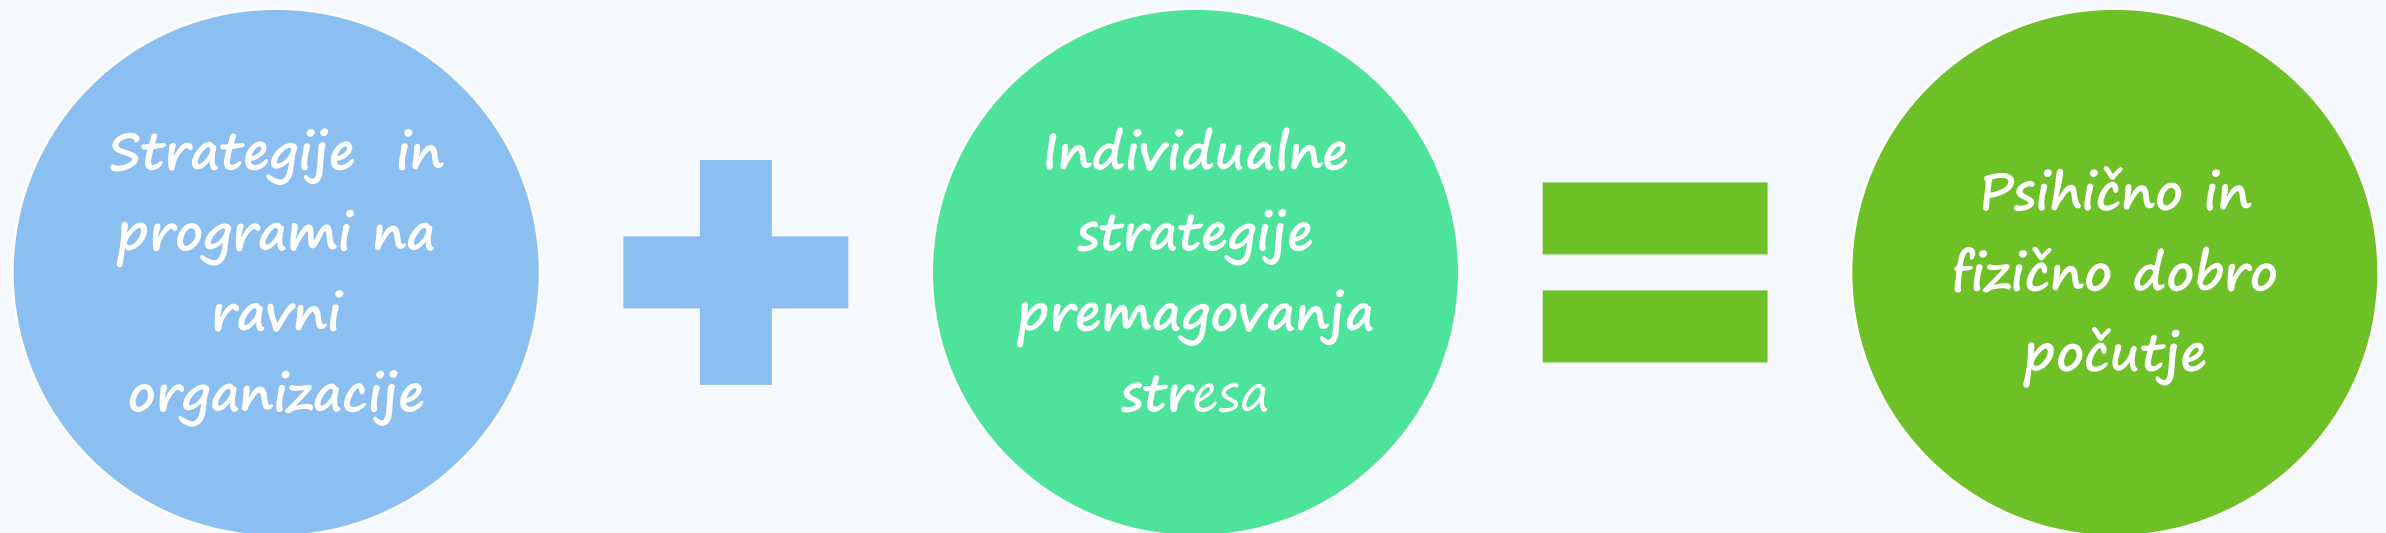 Strategije in
programi na
ravni
organizacije
Individualne
strategije
premagovanja
stresa
Psihično in
fizično dobro
počutje